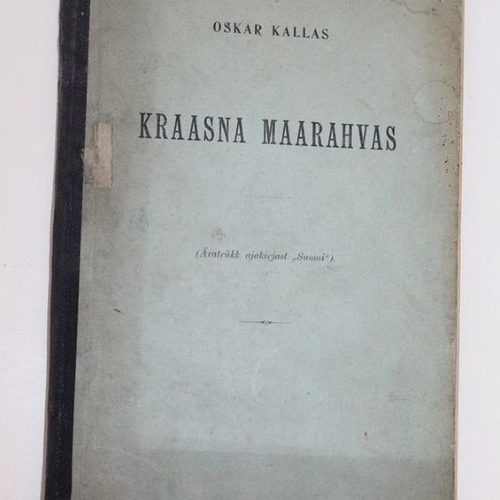 OSKAR KALLAS
KRAASNA MAARAHVAS
(Äratrükk ajakirjast „Suomi“).